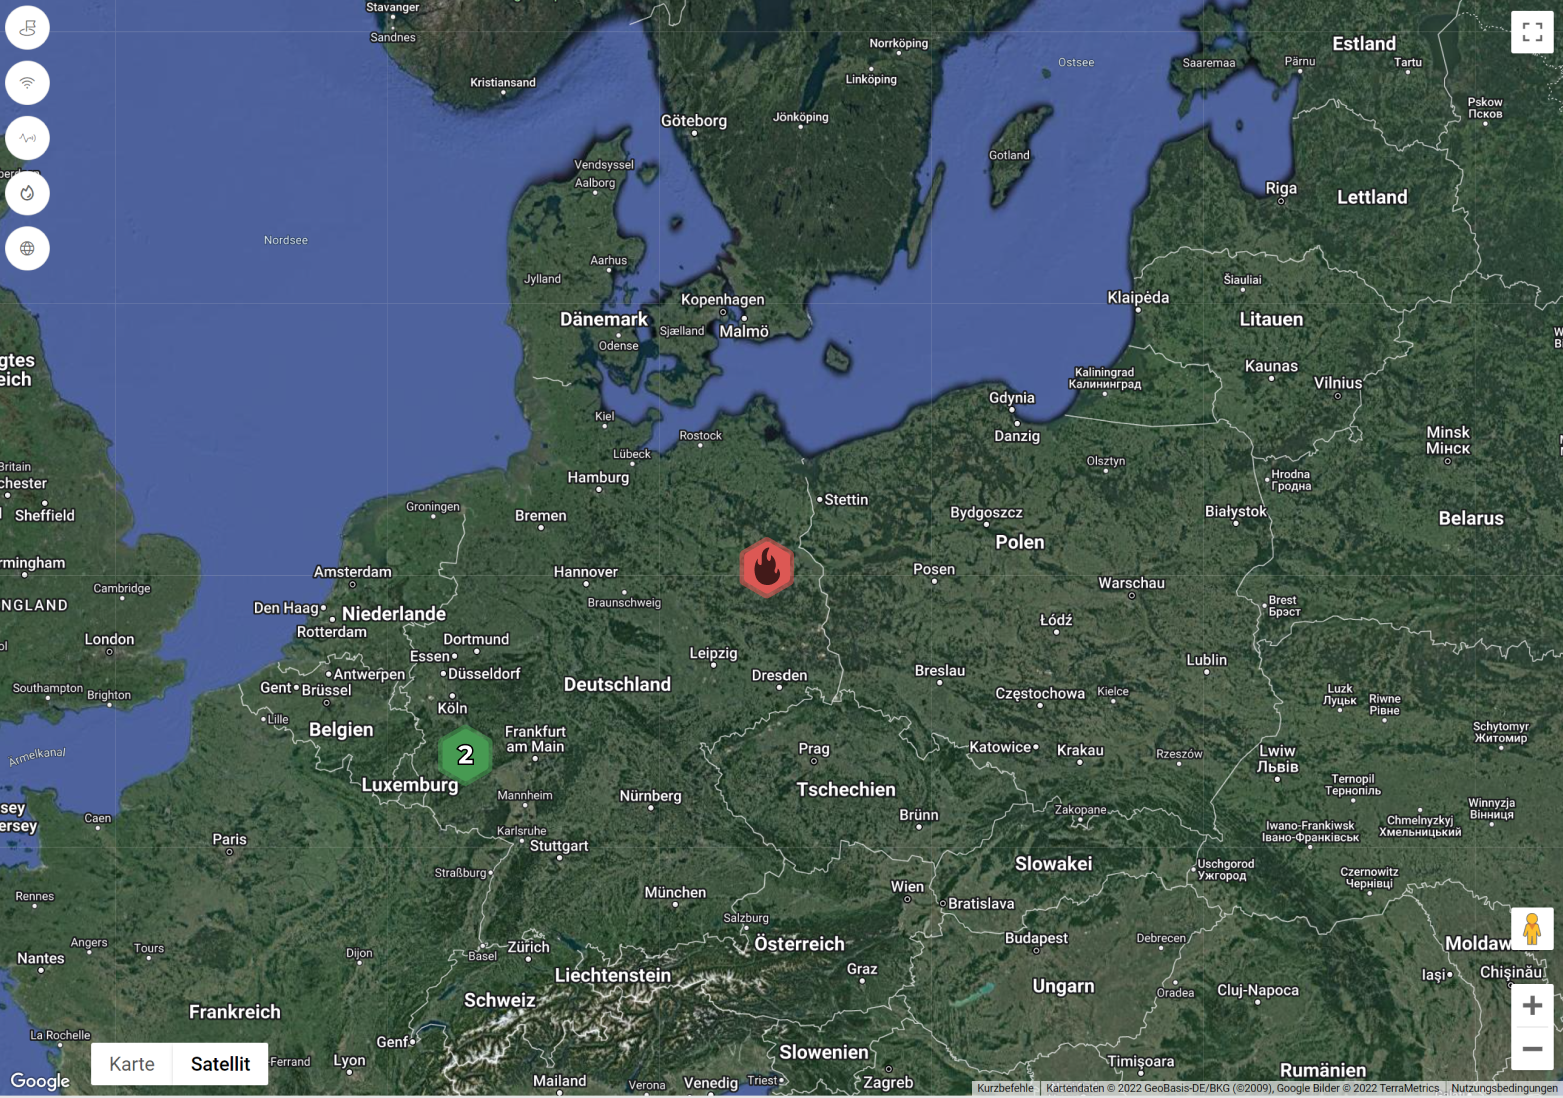 Stavanger
Sandnes
Kristiansand
Norrköping
Linköping
Jönköping
Göteborg
Ostsee
Saaremaa
Pärnu
Estland
Tartu
Pskow
Псков
Gotland
Vendsyssel
Aalborg
Riga
Lettland
Nordsee
Aarhus
Jylland
Kopenhagen
Dänemark
Sjælland
Malmö
Odense
Šiauliai
Klaipėda
Litauen
Kaunas
Vilnius
Kaliningrad
Калининград
gtes
eich
Gdynia
Danzig
Kiel
Rostock
Lübeck
Hamburg
Olsztyn
Minsk
Мінск
Hrodna
Гродна
Britain
chester
Sheffield
Groningen
Bremen
Stettin
Bydgoszcz
Polen
Białystok
Belarus
rmingham
Cambridge
NGLAND
London
Amsterdam
Den Haag
Niederlande
Rotterdam
Hannover
Braunschweig
Posen
Warschau
Łódź
Brest
Брэст
Dortmund
Essen
Düsseldorf
Köln
Leipzig
Dresden
Deutschland
Breslau
Lublin
Częstochowa
Kielce
Luzk
Луцьк
Riwne
Рівне
Southampton
Brighton
Antwerpen
Gent
Brüssel
Lille
Belgien
Ärmelkanal
Frankfurt
am Main
2
Luxemburg
Prag
Tschechien
Katowice
Krakau
Rzeszów
Lwiw
Львів
Schytomyr
Житомир
Ternopil
Тернопіль
Winnyzja
Вінниця
Chmelnyzkyj
Хмельницький
Iwano-Frankiwsk
Івано-Франківськ
sey
ersey
Caen
Paris
Mannheim
Nürnberg
Karlsruhe
Stuttgart
Straßburg
Brünn
Zakopane
Slowakei
Uschgorod
Ужгород
Czernowitz
Чернівці
Rennes
München
Wien
Bratislava
Salzburg
Österreich
Budapest
Debrecen
Moldaw
Angers
Tours
Nantes
Dijon
Basel
Zürich
Liechtenstein
Schweiz
Graz
Ungarn
Oradea
Cluj-Napoca
Iași
Chișinău
Frankreich
La Rochelle
Genf
Lyon
Ferrand
Slowenien
Timișoara
Rumänien
Mailand
Verona
Venedig
Triest
Zagreb
Karte
Satellit
Google
Kurzbefehle
Kartendaten © 2022 GeoBasis-DE/BKG (©2009), Google Bilder © 2022 TerraMetrics
Nutzungsbedingungen